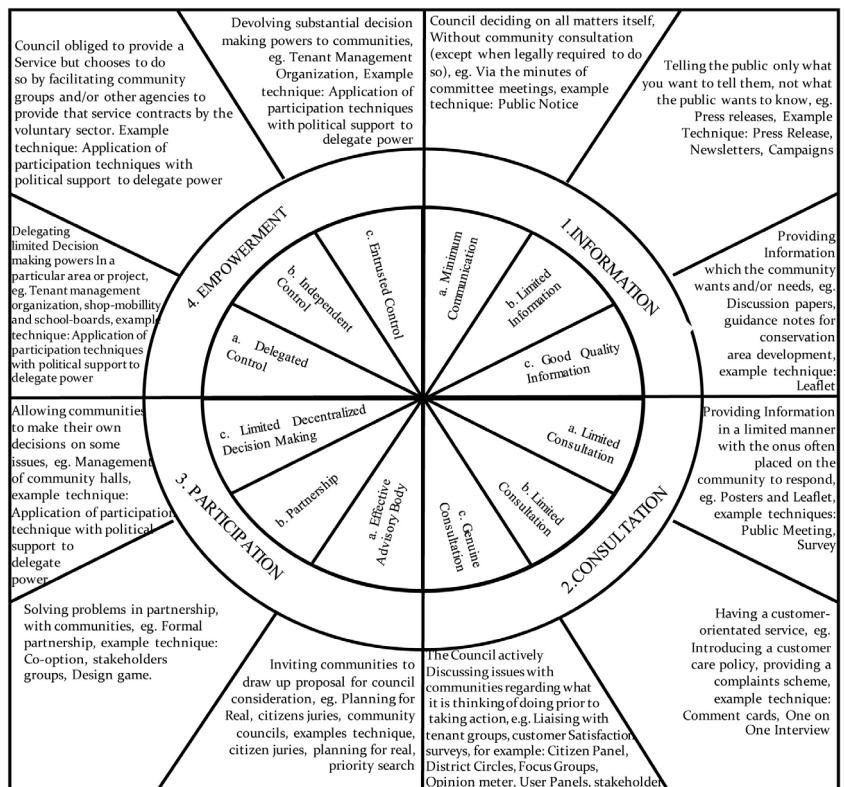 Council deciding on all matters itself,
Without community consultation
(except when legally required to do
so), eg. Via the minutes of
committee meetings, example
technique: Public Notice
Telling the public only what
you want to tell them, not what
the public wants to know, eg.
Press releases, Example
Technique: Press Release,
Newsletters, Campaigns
Providing
Information
which the community
wants and/or needs, eg.
Discussion papers,
guidance notes for
conservation
area development,
example technique:
Leaflet
Providing Information
in a limited manner
with the onus often
placed on the
community to respond,
eg. Posters and Leaflet,
example techniques:
Public Meeting,
Survey
Having a customer-
orientated service, eg.
Introducing a customer
care policy, providing a
complaints scheme,
example technique:
Comment cards, One on
One Interview
The Council actively
Discussing issues with
communities regarding what
it is thinking of doing prior to
taking action, e.g. Liaising with
tenant groups, customer Satisfaction
surveys, for example: Citizen Panel,
District Circles, Focus Groups,
Opinion meter, User Panels, stakeholder
Inviting communities to
draw up proposal for council
consideration, eg. Planning for
Real, citizens juries, community
councils, examples technique,
citizen juries, planning for real,
priority search
Solving problems in partnership,
with communities, eg. Formal
partnership, example technique:
Co-option, stakeholders
groups, Design game.
Allowing communities
to make their own
decisions on some
issues, eg. Management
of community halls,
example technique:
Application of participation
technique with political
support to
delegate
power
Delegating
limited Decision
making powers In a
particular area or project,
eg. Tenant management
organization, shop-mobillity
and school-boards, example
technique: Application of
participation techniques
with political support to
delegate power
Council obliged to provide a
Service but chooses to do
so by facilitating community
groups and/or other agencies to
provide that service contracts by the
voluntary sector. Example
technique: Application of
participation techniques with
political support to delegate power
Devolving substantial decision
making powers to communities,
eg. Tenant Management
Organization, Example
technique: Application of
participation techniques
with political support to
delegate power
1.INFORMATION
a. Minimum
Communication
b. Limited
Information
c. Good Quality
Information
2.CONSULTATION
a. Limited
Consultation
b. Limited
Consultation
c. Genuine
Consultation
3. PARTICIPATION
a. Effective
Advisory Body
b. Partnership
c. Limited Decentralized
Decision Making
4. EMPOWERMENT
a. Delegated
Control
b. Independent
Control
c. Entrusted Control